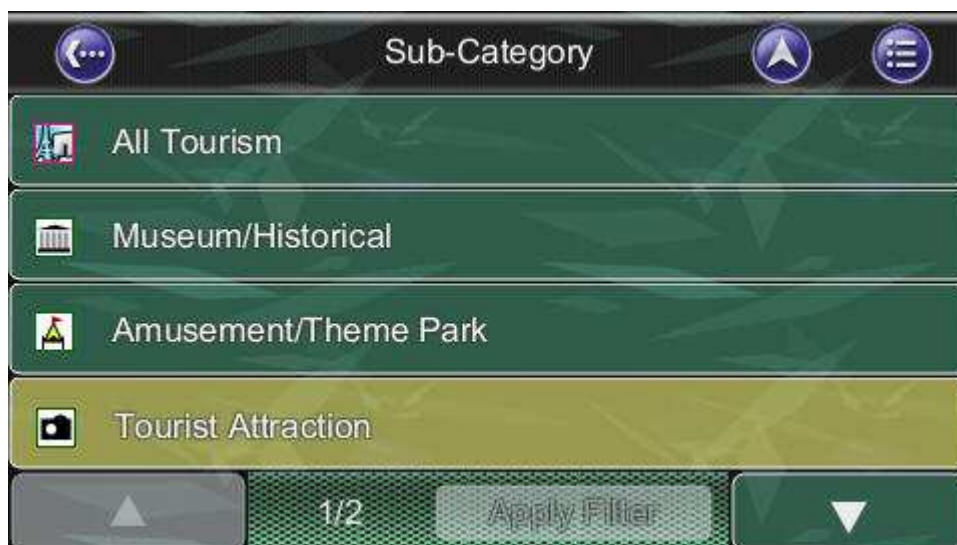 Sub-Category
All Tourism
Museum/Historical
Amusement/Theme Park
Tourist Attraction
1/2 Apply Filter